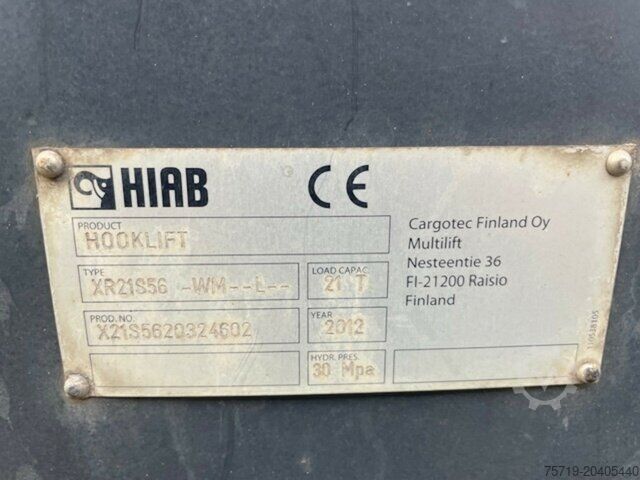 HIAB CE
PRODUCT
HOOKLIFT
TYPE
XR21S56 -WM--L--
LOAD CAPAC.
21 T
PROD. NO.
X21S5620324602
YEAR
2012
HYDR. PRES.
30 Mpa
Cargotec Finland Oy
Multilift
Nesteentie 36
FI-21200 Raisio
Finland
110538105
75719-20405440